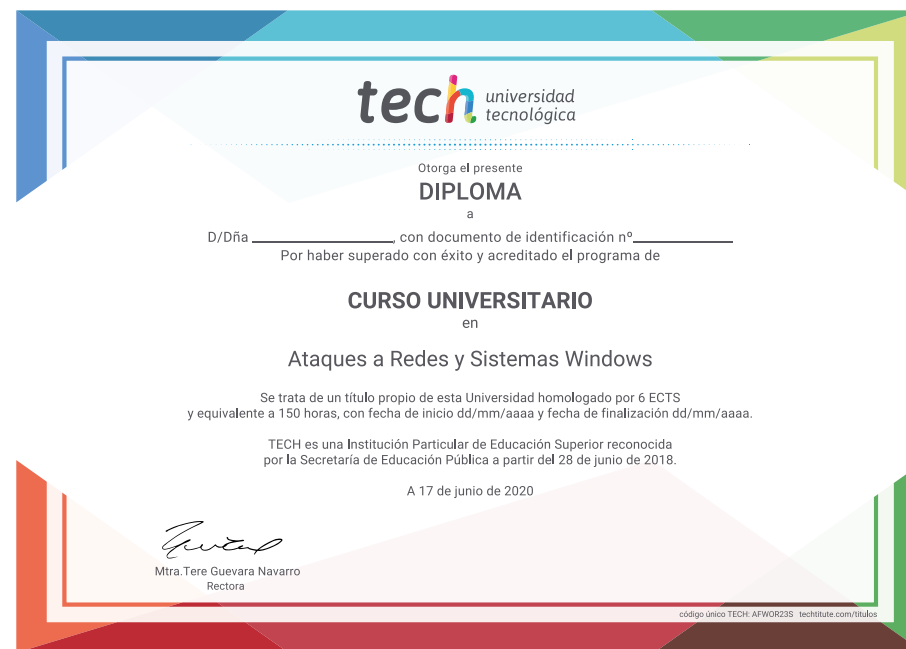 tech universidad
tecnológica
Otorga el presente
DIPLOMA
a
D/Dña ____________________, con documento de identificación nº______________
Por haber superado con éxito y acreditado el programa de
CURSO UNIVERSITARIO
en
Ataques a Redes y Sistemas Windows
Se trata de un título propio de esta Universidad homologado por 6 ECTS
y equivalente a 150 horas, con fecha de inicio dd/mm/aaaa y fecha de finalización dd/mm/aaaa.
TECH es una Institución Particular de Educación Superior reconocida
por la Secretaría de Educación Pública a partir del 28 de junio de 2018.
A 17 de junio de 2020
Mtra.Tere Guevara Navarro
Rectora
código único TECH: AFWOR23S techtitute.com/titulos